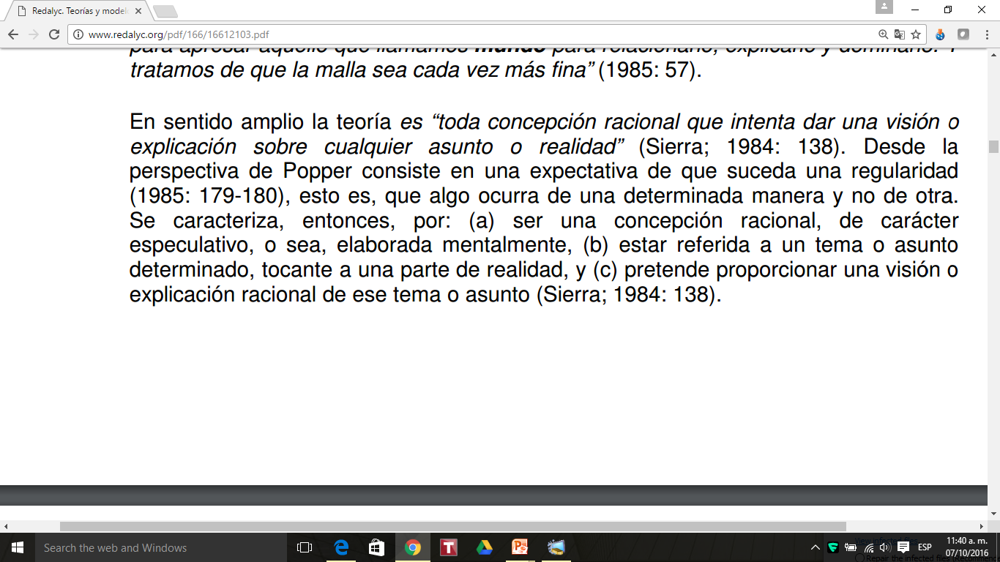 Redalyc. Teorías y model
www.redalyc.org/pdf/166/16612103.pdf
para apresar aquello que llamamos mundo para relacionarlo, explicarlo y dominarlo. Y
tratamos de que la malla sea cada vez más fina” (1985: 57).
En sentido amplio la teoría es “toda concepción racional que intenta dar una visión o
explicación sobre cualquier asunto o realidad” (Sierra; 1984: 138). Desde la
perspectiva de Popper consiste en una expectativa de que suceda una regularidad
(1985: 179-180), esto es, que algo ocurra de una determinada manera y no de otra.
Se caracteriza, entonces, por: (a) ser una concepción racional, de carácter
especulativo, o sea, elaborada mentalmente, (b) estar referida a un tema o asunto
determinado, tocante a una parte de realidad, y (c) pretende proporcionar una visión o
explicación racional de ese tema o asunto (Sierra; 1984: 138).
Search the web and Windows
View infected files
Repair the infected files
ESP
11:40 a. m.
07/10/2016